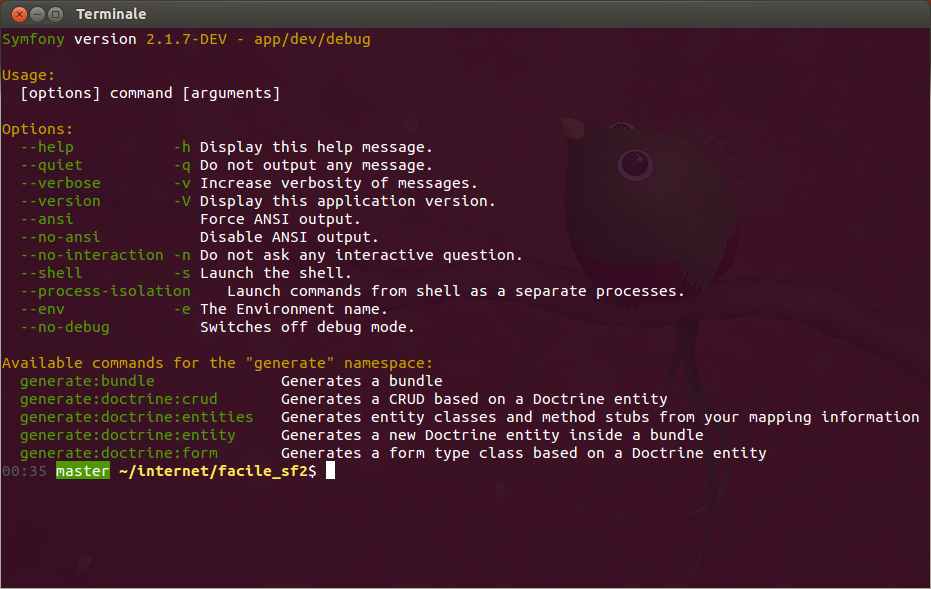 Terminale
Symfony version 2.1.7-DEV - app/dev/debug
Usage:
[options] command [arguments]
Options:
--help -h Display this help message.
--quiet -q Do not output any message.
--verbose -v Increase verbosity of messages.
--version -V Display this application version.
--ansi Force ANSI output.
--no-ansi Disable ANSI output.
--no-interaction -n Do not ask any interactive question.
--shell -s Launch the shell.
--process-isolation Launch commands from shell as a separate processes.
--env -e The Environment name.
--no-debug Switches off debug mode.
Available commands for the "generate" namespace:
generate:bundle Generates a bundle
generate:doctrine:crud Generates a CRUD based on a Doctrine entity
generate:doctrine:entities Generates entity classes and method stubs from your mapping information
generate:doctrine:entity Generates a new Doctrine entity inside a bundle
generate:doctrine:form Generates a form type class based on a Doctrine entity
00:35 master ~/internet/facile_sf2$